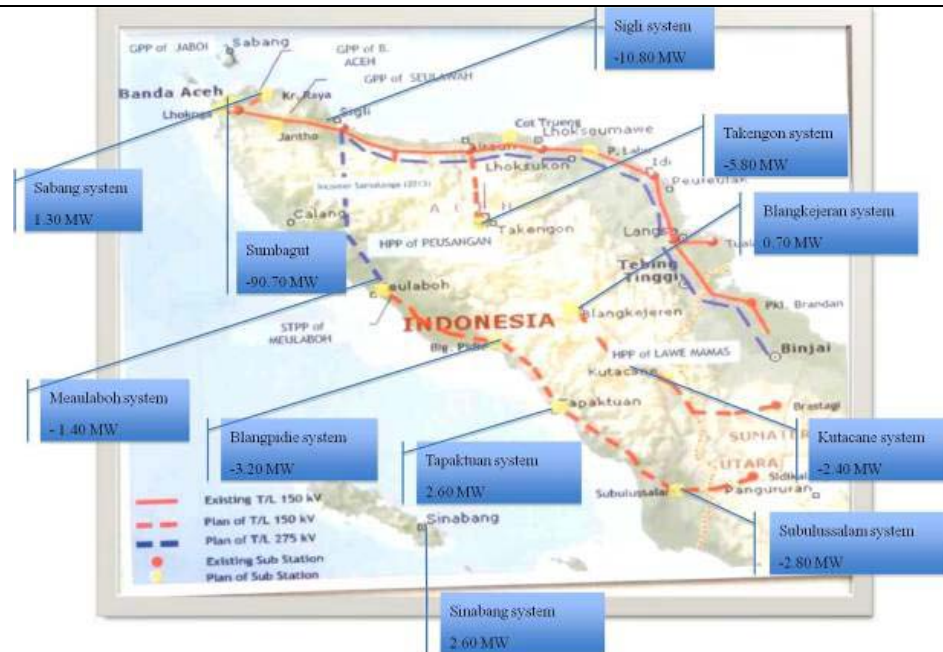 Sigli system
-10.80 MW
GPP of JABOI
Sabang
GPP of B.
ACEH
GPP of SEULAWAH
Banda Aceh
Kr. Raya
Lhoknga
Jantho
Sigli
Cot Trueng
Lhokseumawe
Takengon system
-5.80 MW
Lhoksukon
P. Labu
Idi
Peureulak
Sabang system
1.30 MW
Calang
A C E H
Takengon
HPP of PEUSANGAN
Blangkejeran system
0.70 MW
Langsa
Tuala
Sumbagut
-90.70 MW
Tebing
Tinggi
Meaulaboh
Pkl. Brandan
Blangkejeren
INDONESIA
STPP of
MEULABOH
Blg. Pidie
Binjai
HPP of LAWE MAMAS
Kutacane
Meaulaboh system
- 1.40 MW
Tapaktuan
Brastagi
Blangpidie system
-3.20 MW
Tapaktuan system
2.60 MW
SUMATER
UTARA
Kutacane system
-2.40 MW
Subulussalam
Sidikala
Pangururan
Existing T/L 150 kV
Plan of T/L 150 kV
Plan of T/L 275 kV
Existing Sub Station
Plan of Sub Station
Sinabang
Subulussalam system
-2.80 MW
Sinabang system
2.60 MW